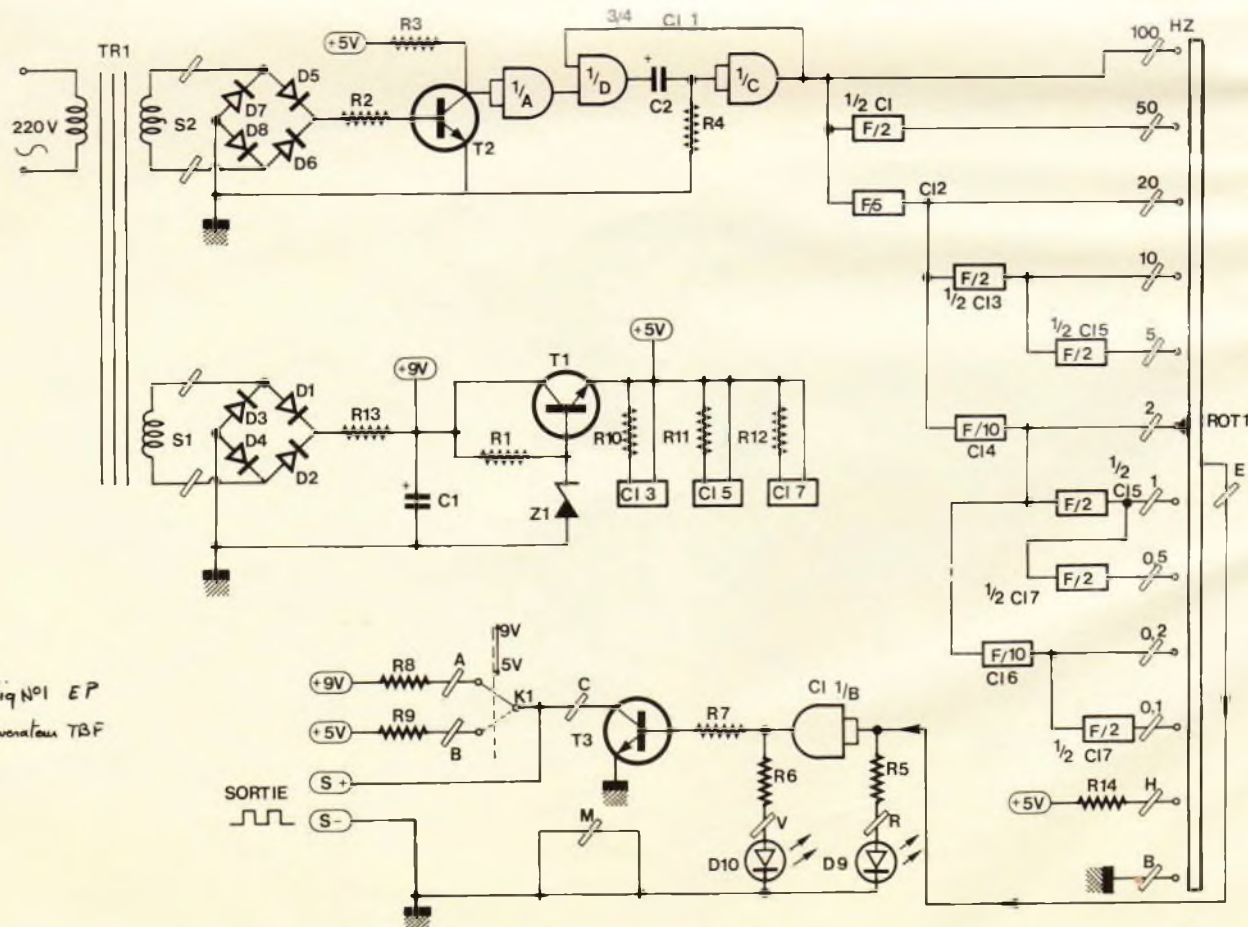 3/4 CI 1
HZ
TR1
R3
+5V
100
D5
1/A
1/D
+
1/C
D7
R2
C2
1/2 CI
50
220V
S2
D8
R4
F/2
D6
T2
20
F/5
CI2
10
F/2
1/2 CI3
1/2 CI5
5
+5V
F/2
+9V
T1
D1
2
D3
R13
ROT1
S1
R10
R11
R12
F/10
D4
R1
CI4
1/2
E
D2
CI5
1
+
CI 3
CI 5
CI 7
F/2
C1
Z1
0,5
F/2
1/2 CI7
9V
0,2
5V
F/10
R8
A
CI6
Fig N°1 EP
+9V
K1
C
CI 1/B
0,1
R9
R7
F/2
TBF
+5V
T3
1/2 CI7
B
R6
R5
S +
R14
H
SORTIE
+5V
M
V
R
S-
D10
D9
B